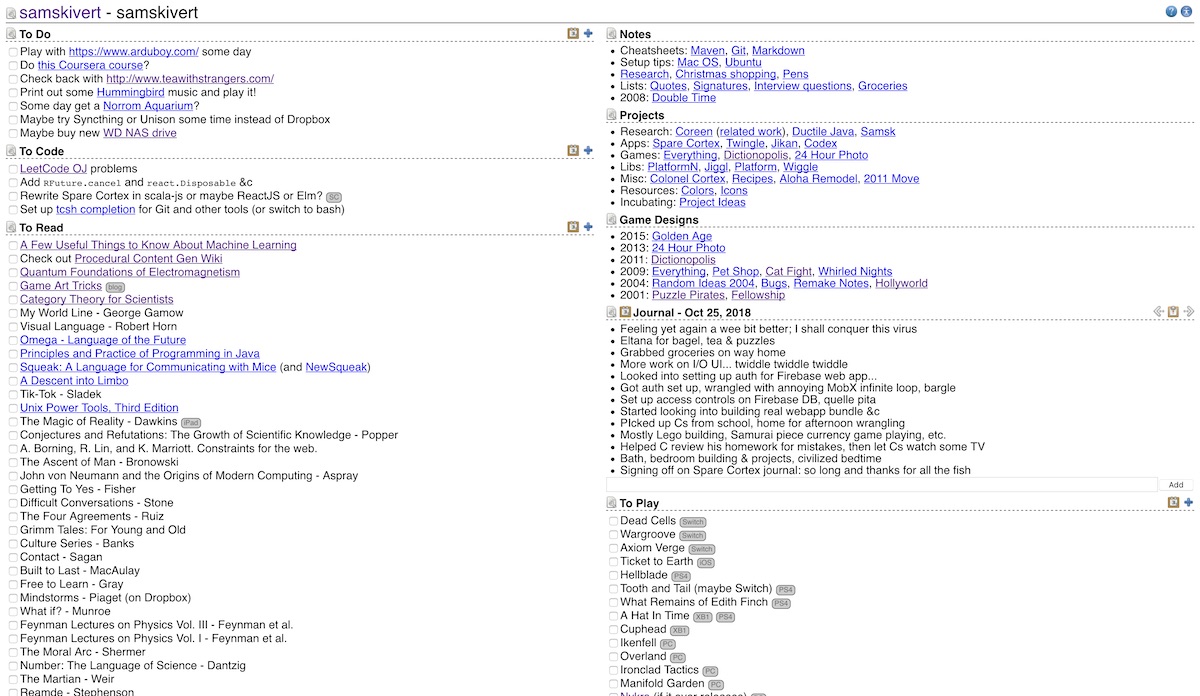 samskivert - samskivert
To Do
Play with https://www.arduboy.com/ some day
Do this Coursera course?
Check back with http://www.teawithstrangers.com/
Print out some Hummingbird music and play it!
Some day get a Norrom Aquarium?
Maybe try Syncthing or Unison some time instead of Dropbox
Maybe buy new WD NAS drive
To Code
LeetCode OJ problems
Add RFuture.cancel and react.Disposable &c
Rewrite Spare Cortex in scala-js or maybe ReactJS or Elm? SC
Set up tcsh completion for Git and other tools (or switch to bash)
To Read
A Few Useful Things to Know About Machine Learning
Check out Procedural Content Gen Wiki
Quantum Foundations of Electromagnetism
Game Art Tricks blog
Category Theory for Scientists
My World Line - George Gamow
Visual Language - Robert Horn
Omega - Language of the Future
Principles and Practice of Programming in Java
Squeak: A Language for Communicating with Mice (and NewSqueak)
A Descent into Limbo
Tik-Tok - Sladek
Unix Power Tools, Third Edition
The Magic of Reality - Dawkins iPad
Conjectures and Refutations: The Growth of Scientific Knowledge - Popper
A. Borning, R. Lin, and K. Marriott. Constraints for the web.
The Ascent of Man - Bronowski
John von Neumann and the Origins of Modern Computing - Aspray
Getting To Yes - Fisher
Difficult Conversations - Stone
The Four Agreements - Ruiz
Grimm Tales: For Young and Old
Culture Series - Banks
Contact - Sagan
Built to Last - MacAulay
Free to Learn - Gray
Mindstorms - Piaget (on Dropbox)
What if? - Munroe
Feynman Lectures on Physics Vol. III - Feynman et al.
Feynman Lectures on Physics Vol. I - Feynman et al.
The Moral Arc - Shermer
Number: The Language of Science - Dantzig
The Martian - Weir
Reamde - Stephenson
Notes
Cheatsheets: Maven, Git, Markdown
Setup tips: Mac OS, Ubuntu
Research, Christmas shopping, Pens
Lists: Quotes, Signatures, Interview questions, Groceries
2008: Double Time
Projects
Research: Coreen (related work), Ductile Java, Samsk
Apps: Spare Cortex, Twingle, Jikan, Codex
Games: Everything, Dictionopolis, 24 Hour Photo
Libs: PlatformN, Jiggl, Platform, Wiggle
Misc: Colonel Cortex, Recipes, Aloha Remodel, 2011 Move
Resources: Colors, Icons
Incubating: Project Ideas
Game Designs
2015: Golden Age
2013: 24 Hour Photo
2011: Dictionopolis
2009: Everything, Pet Shop, Cat Fight, Whirled Nights
2004: Random Ideas 2004, Bugs, Remake Notes, Hollyworld
2001: Puzzle Pirates, Fellowship
Journal - Oct 25, 2018
Feeling yet again a wee bit better; I shall conquer this virus
Eltana for bagel, tea & puzzles
Grabbed groceries on way home
More work on I/O UI... twiddle twiddle twiddle
Looked into setting up auth for Firebase web app...
Got auth set up, wrangled with annoying MobX infinite loop, bargle
Set up access controls on Firebase DB, quelle pita
Started looking into building real webapp bundle &c
PIcked up Cs from school, home for afternoon wrangling
Mostly Lego building, Samurai piece currency game playing, etc.
Helped C review his homework for mistakes, then let Cs watch some TV
Bath, bedroom building & projects, civilized bedtime
Signing off on Spare Cortex journal: so long and thanks for all the fish
Add
To Play
Dead Cells Switch
Wargroove Switch
Axiom Verge Switch
Ticket to Earth iOS
Hellblade PS4
Tooth and Tail (maybe Switch) PS4
What Remains of Edith Finch PS4
A Hat In Time XB1 PS4
Cuphead XB1
Ikenfell PC
Overland PC
Ironclad Tactics PC
Manifold Garden PC
(if it ever releases)